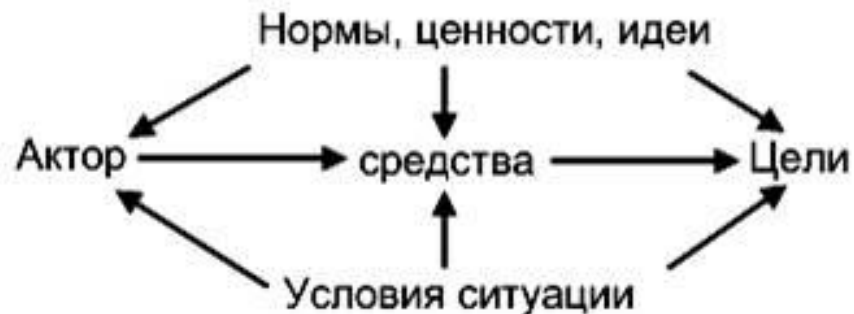 Нормы, ценности, идеи
Актор средства Цели
Условия ситуации